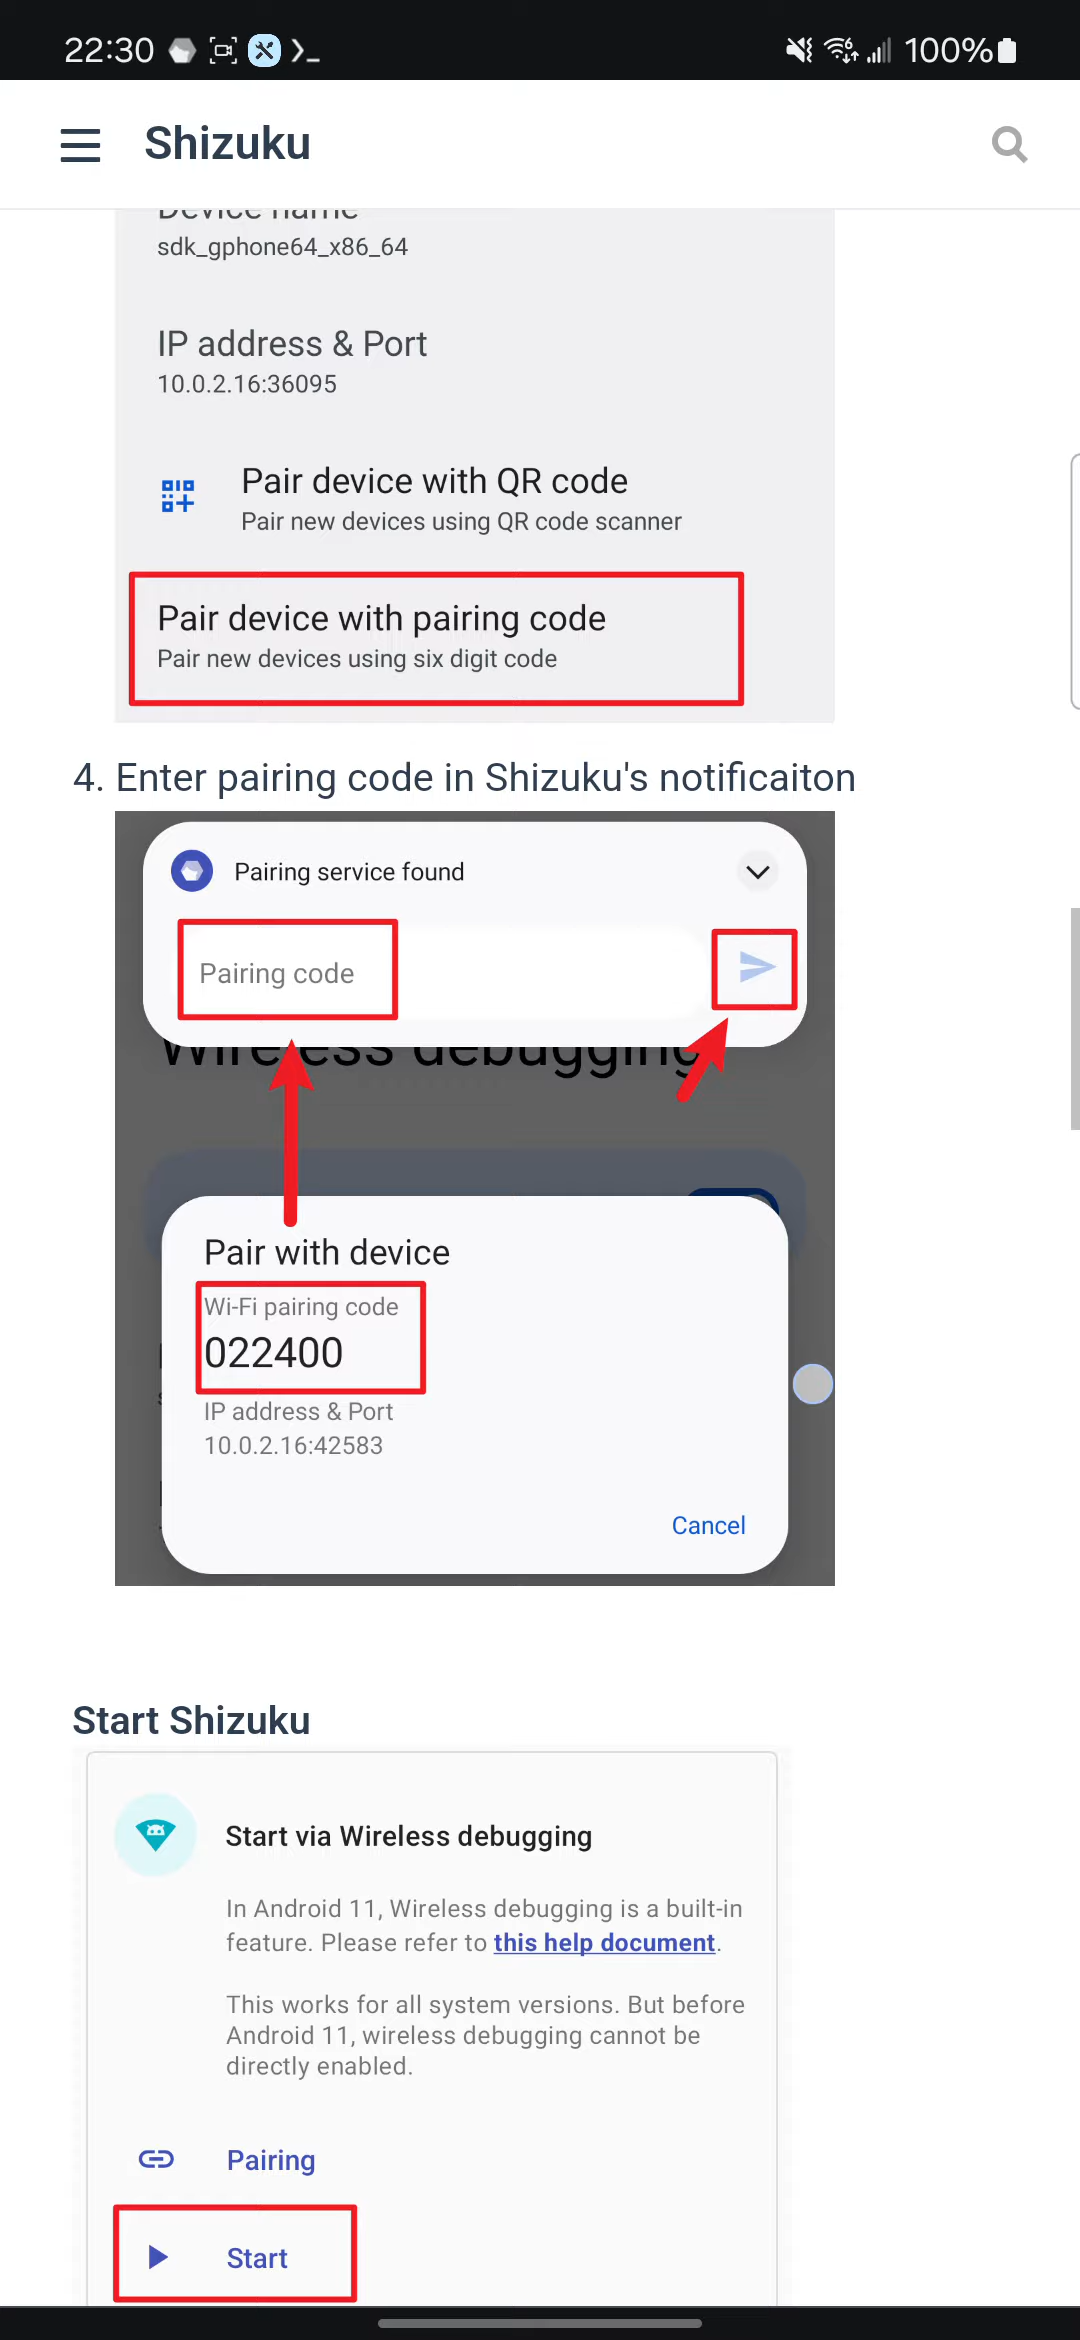 22:30
100%
Shizuku
Device name
sdk_gphone64_x86_64
IP address & Port
10.0.2.16:36095
Pair device with QR code
Pair new devices using QR code scanner
Pair device with pairing code
Pair new devices using six digit code
4. Enter pairing code in Shizuku's notificaiton
Pairing service found
Pairing code
Wireless debugging
Pair with device
Wi-Fi pairing code
022400
IP address & Port
10.0.2.16:42583
Cancel
Start Shizuku
Start via Wireless debugging
In Android 11, Wireless debugging is a built-in
feature. Please refer to this help document.
This works for all system versions. But before
Android 11, wireless debugging cannot be
directly enabled.
Pairing
Start